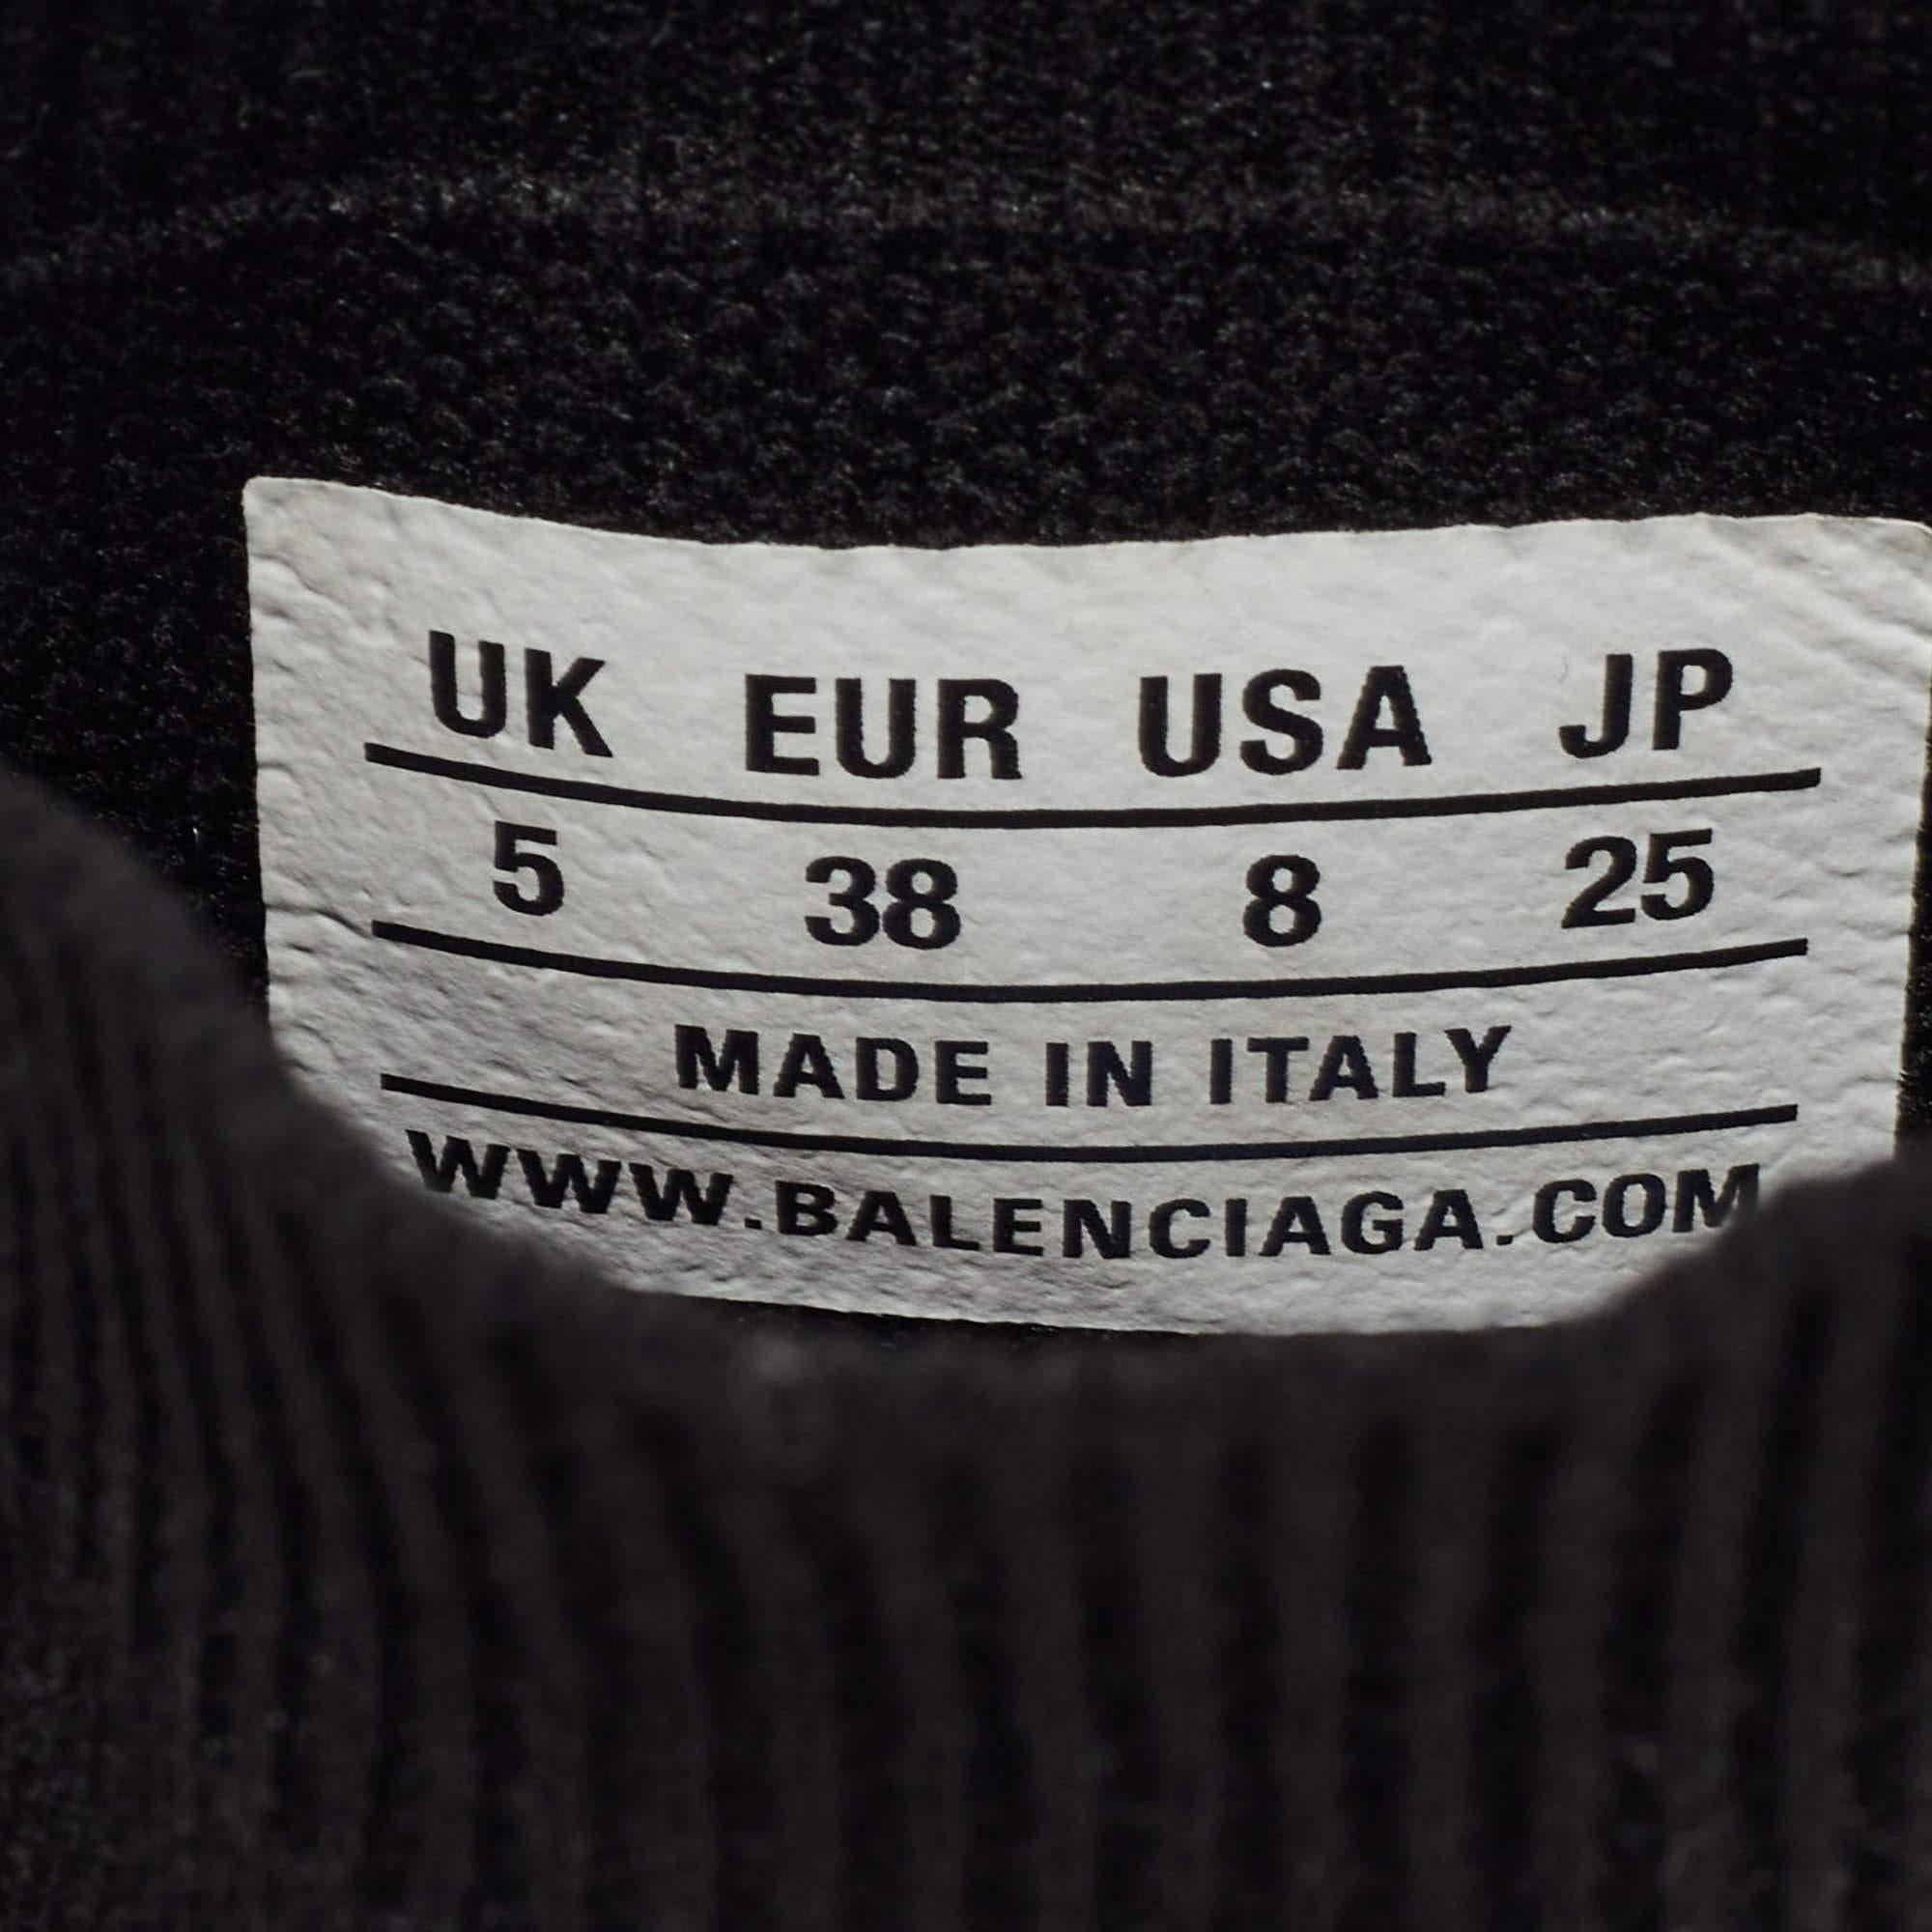 UK EUR USA JP
5 38 8 25
MADE IN ITALY
WWW.BALENCIAGA.COM